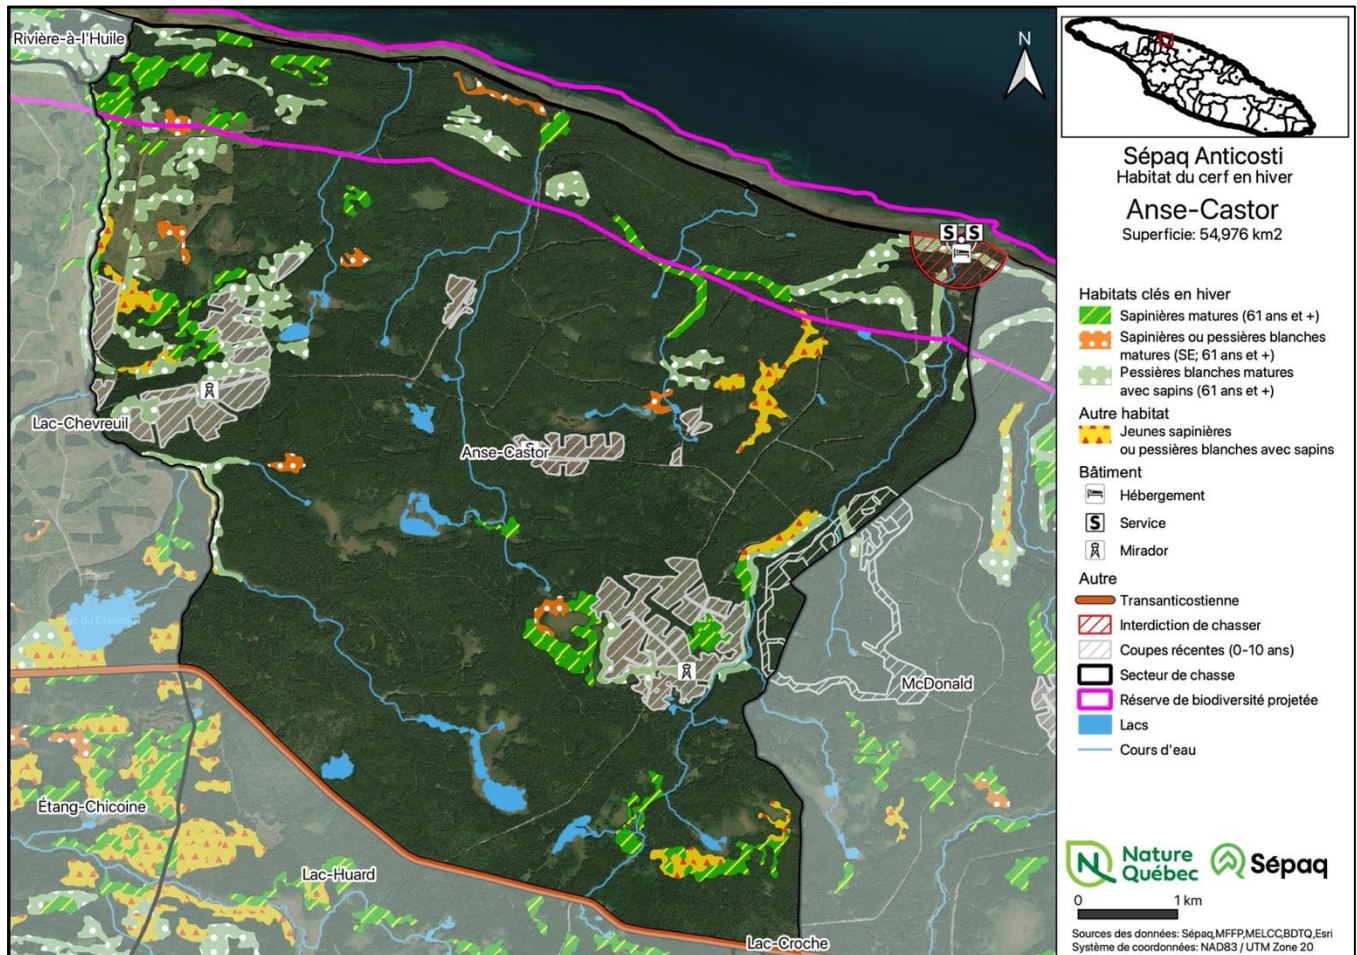 Rivière-à-l'Huile
Lac-Chevreuil
Anse-Castor
Lac du Chevreuil
McDonald
Étang-Chicoine
Lac-Huard
Lac-Croche
N
S S
Sépaq Anticosti
Habitat du cerf en hiver
Anse-Castor
Superficie: 54,976 km2
Habitats clés en hiver
Sapinières matures (61 ans et +)
Sapinières ou pessières blanches
matures (SE; 61 ans et +)
Pessières blanches matures
avec sapins (61 ans et +)
Autre habitat
Jeunes sapinières
ou pessières blanches avec sapins
Bâtiment
Hébergement
S Service
Mirador
Autre
Transanticostienne
Interdiction de chasser
Coupes récentes (0-10 ans)
Secteur de chasse
Réserve de biodiversité projetée
Lacs
Cours d'eau
Nature
Québec
Sépaq
0 1 km
Sources des données: Sépaq,MFFP,MELCC,BDTQ,Esri
Système de coordonnées: NAD83 / UTM Zone 20